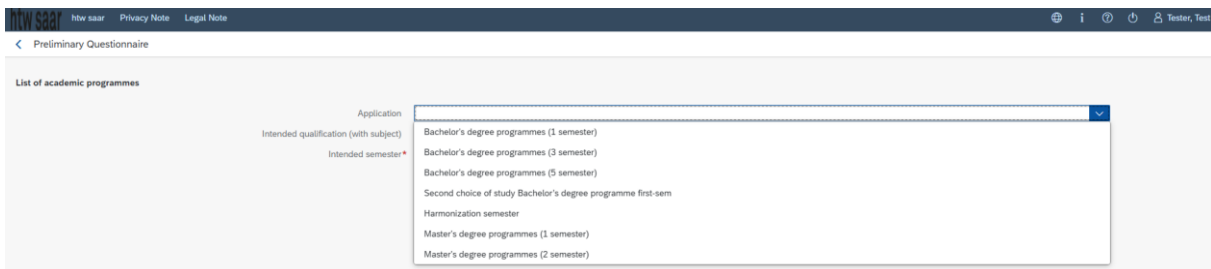 htw saar htw saar Privacy Note Legal Note Tester, Test
Preliminary Questionnaire
List of academic programmes
Application
Intended qualification (with subject)
Intended semester*
Bachelor's degree programmes (1 semester)
Bachelor's degree programmes (3 semester)
Bachelor's degree programmes (5 semester)
Second choice of study Bachelor's degree programme first-sem
Harmonization semester
Master's degree programmes (1 semester)
Master's degree programmes (2 semester)